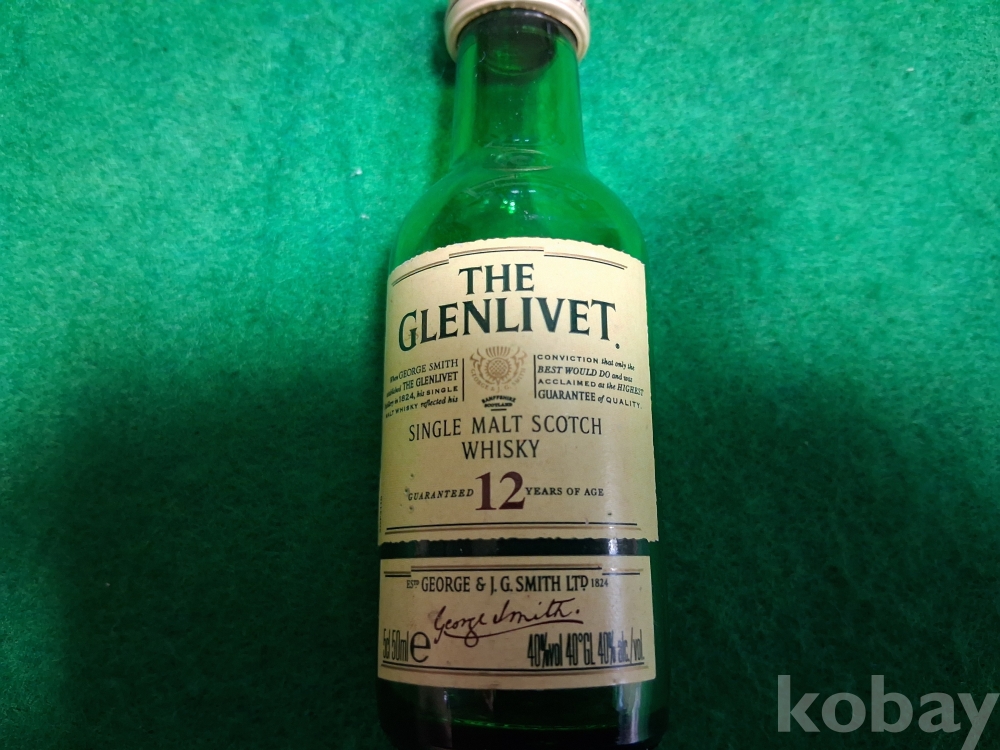 THE
GLENLIVET.
When GEORGE SMITH
established THE GLENLIVET
in 1824, his SINGLE
MALT WHISKY reflected his
CONVICTION that only the
BEST WOULD DO and was
ACCLAIMED as the HIGHEST
GUARANTEE of QUALITY.
BANFFSHIRE
SCOTLAND
SINGLE MALT SCOTCH
WHISKY
GUARANTEED 12 YEARS OF AGE
ESTD GEORGE & J. G. SMITH LTD 1824
George Smith.
5cl 50ml e 40%vol 40°GL 40% alc./vol.
kobay